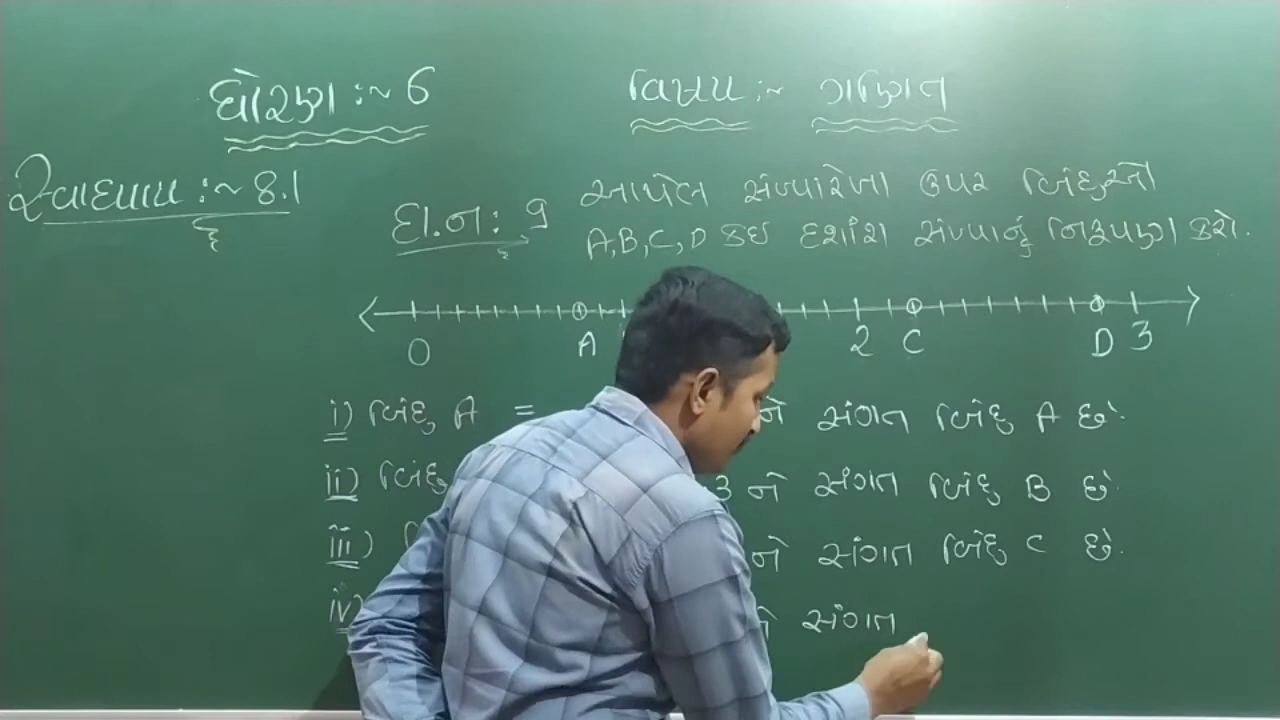 ધોરણ :~ 6
વિષય :~ ગણિત
સ્વાધ્યાય :~ 8.1
દા.ન: 9 આપેલ સંખ્યારેખા ઉપર બિંદુઓ
A,B,C,D કઇ દશાંશ સંખ્યાનું નિરૂપણ કરે.
0 A 2 C D 3
i) બિંદુ A = ને સંગત બિંદુ A છે.
ii) બિંદુ 3 ને સંગત બિંદુ B છે.
iii) ને સંગત બિંદુ C છે.
iv) ને સંગત